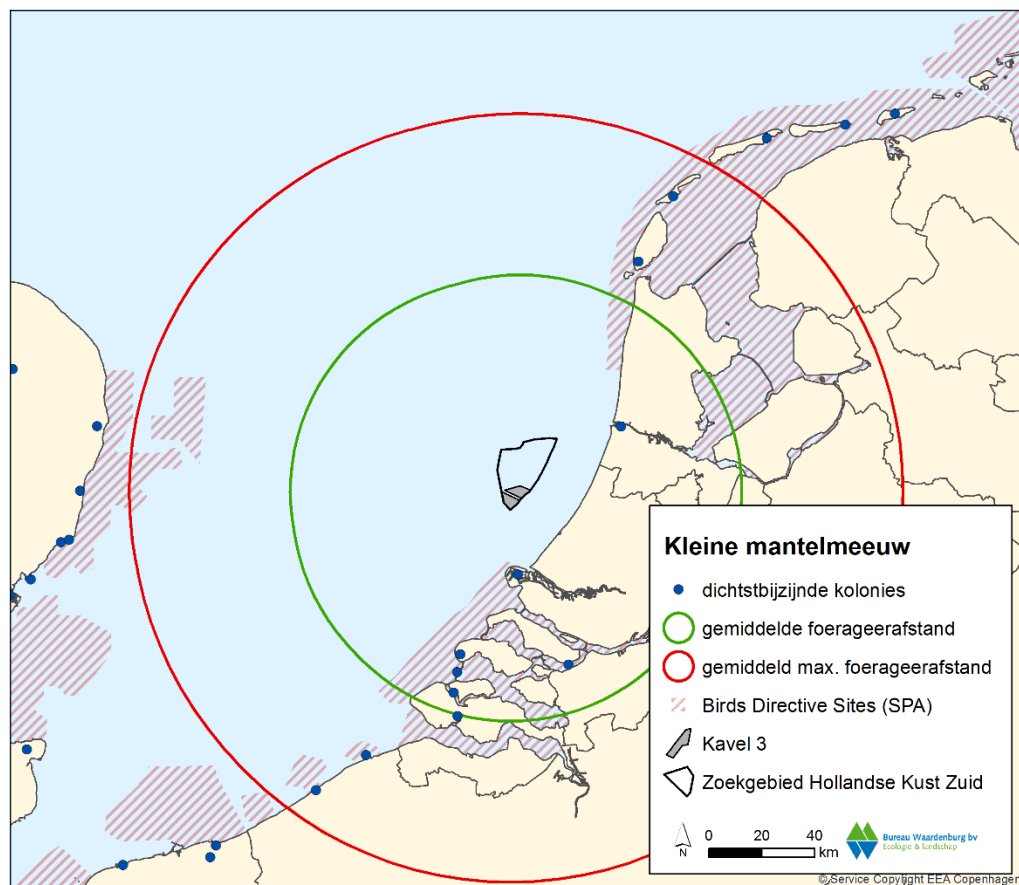 Kleine mantelmeeuw
dichtstbijzijnde kolonies
gemiddelde foerageerafstand
gemiddeld max. foerageerafstand
Birds Directive Sites (SPA)
Kavel 3
Zoekgebied Hollandse Kust Zuid
N
0 20 40
km
Bureau Waardenburg bv
Ecologie & landschap
©Service Copyright EEA Copenhagen